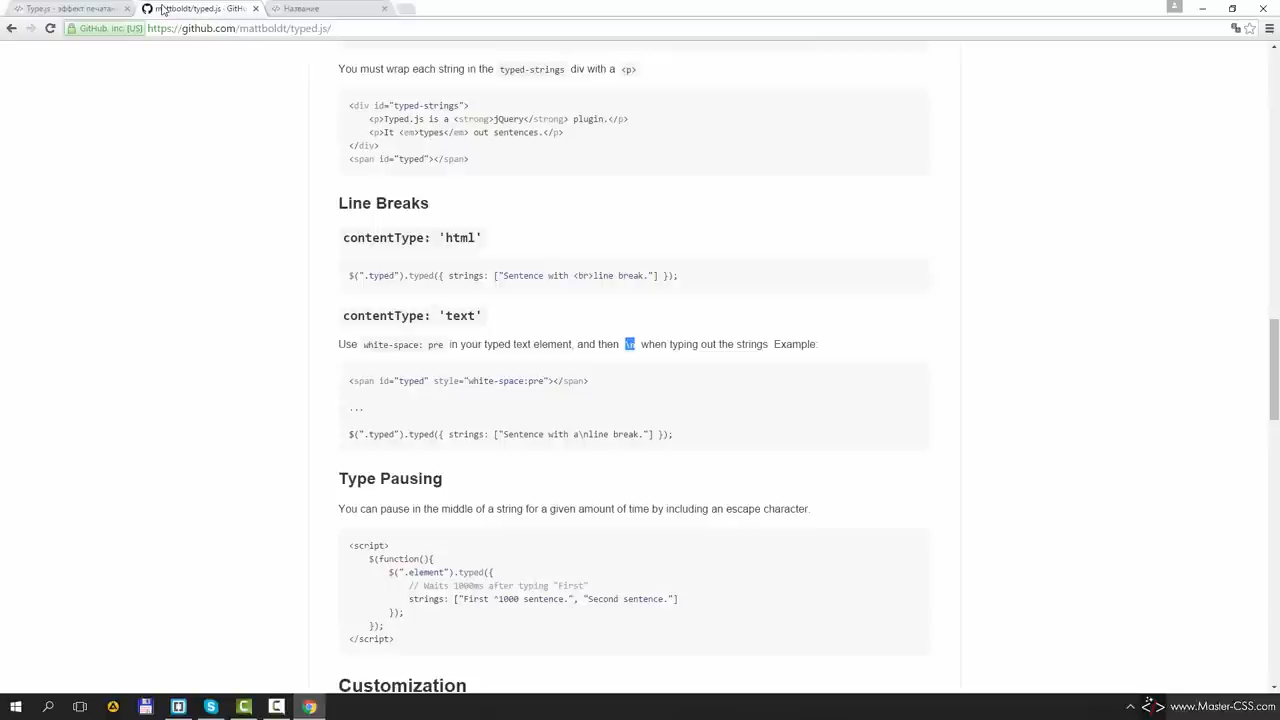 Type.js - эффект печатан
mattboldt/typed.js · GitHu
Название
GitHub, Inc. [US]
https://github.com/mattboldt/typed.js/
You must wrap each string in the typed-strings div with a <p>
<div id="typed-strings">
<p>Typed.js is a <strong>jQuery</strong> plugin.</p>
<p>It <em>types</em> out sentences.</p>
</div>
<span id="typed"></span>
Line Breaks
contentType: 'html'
$(".typed").typed({ strings: ["Sentence with <br>line break."] });
contentType: 'text'
Use white-space: pre in your typed text element, and then \n when typing out the strings Example:
<span id="typed" style="white-space:pre"></span>
...
$(".typed").typed({ strings: ["Sentence with a\nline break."] });
Type Pausing
You can pause in the middle of a string for a given amount of time by including an escape character.
<script>
$(function(){
$(".element").typed({
// Waits 1000ms after typing "First"
strings: ["First ^1000 sentence.", "Second sentence."]
});
});
</script>
Customization
www.Master-CSS.com